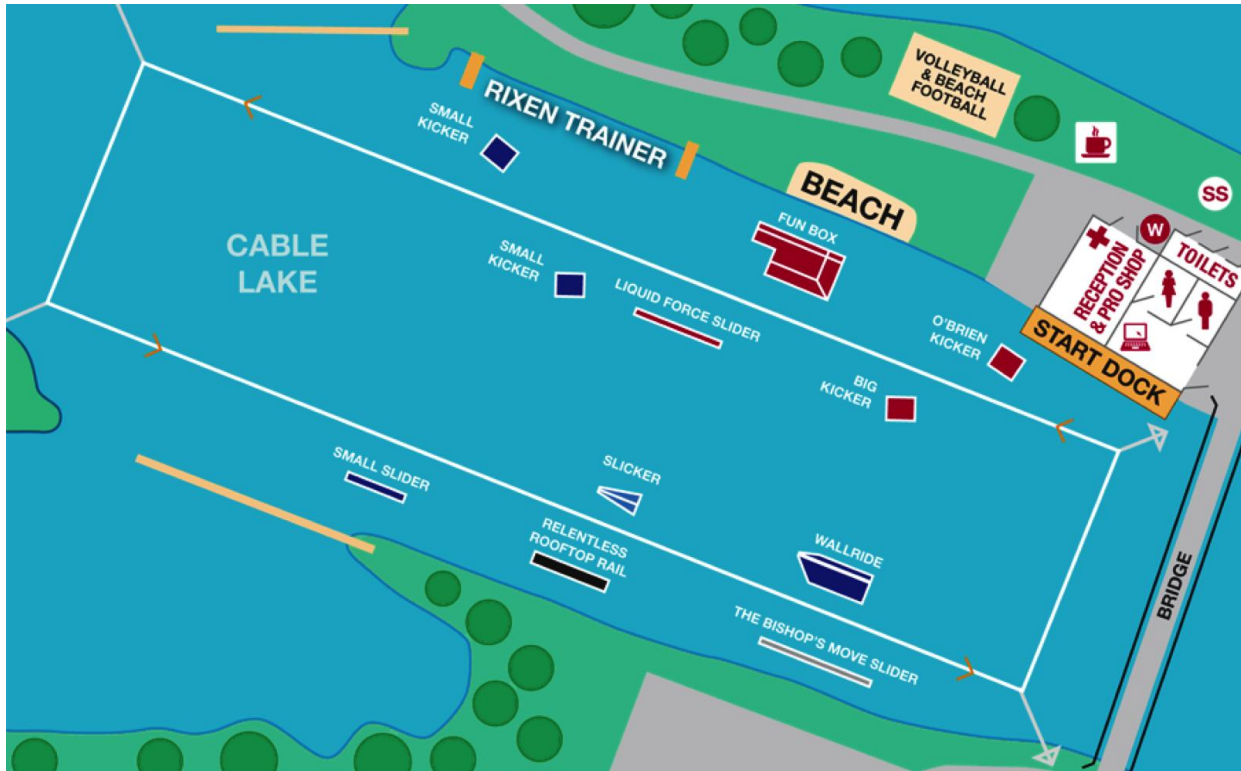 VOLLEYBALL
& BEACH
FOOTBALL
RIXEN TRAINER
SMALL
KICKER
BEACH
SS
W
TOILETS
RECEPTION
& PRO SHOP
START DOCK
FUN BOX
CABLE
LAKE
SMALL
KICKER
LIQUID FORCE SLIDER
O'BRIEN
KICKER
BIG
KICKER
SMALL SLIDER
SLICKER
RELENTLESS
ROOFTOP RAIL
WALLRIDE
THE BISHOP'S MOVE SLIDER
BRIDGE